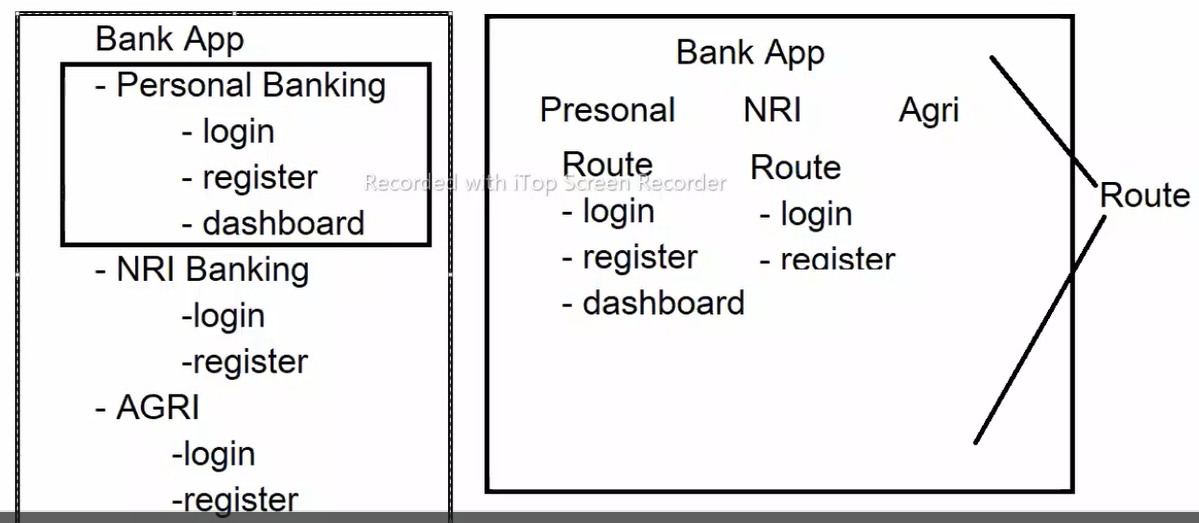 Bank App
- Personal Banking
- login
- register
- dashboard
- NRI Banking
-login
-register
- AGRI
-login
-register
Bank App
Presonal NRI Agri
Route Route
- login - login
- register - register
- dashboard
Route
Recorded with iTop Screen Recorder